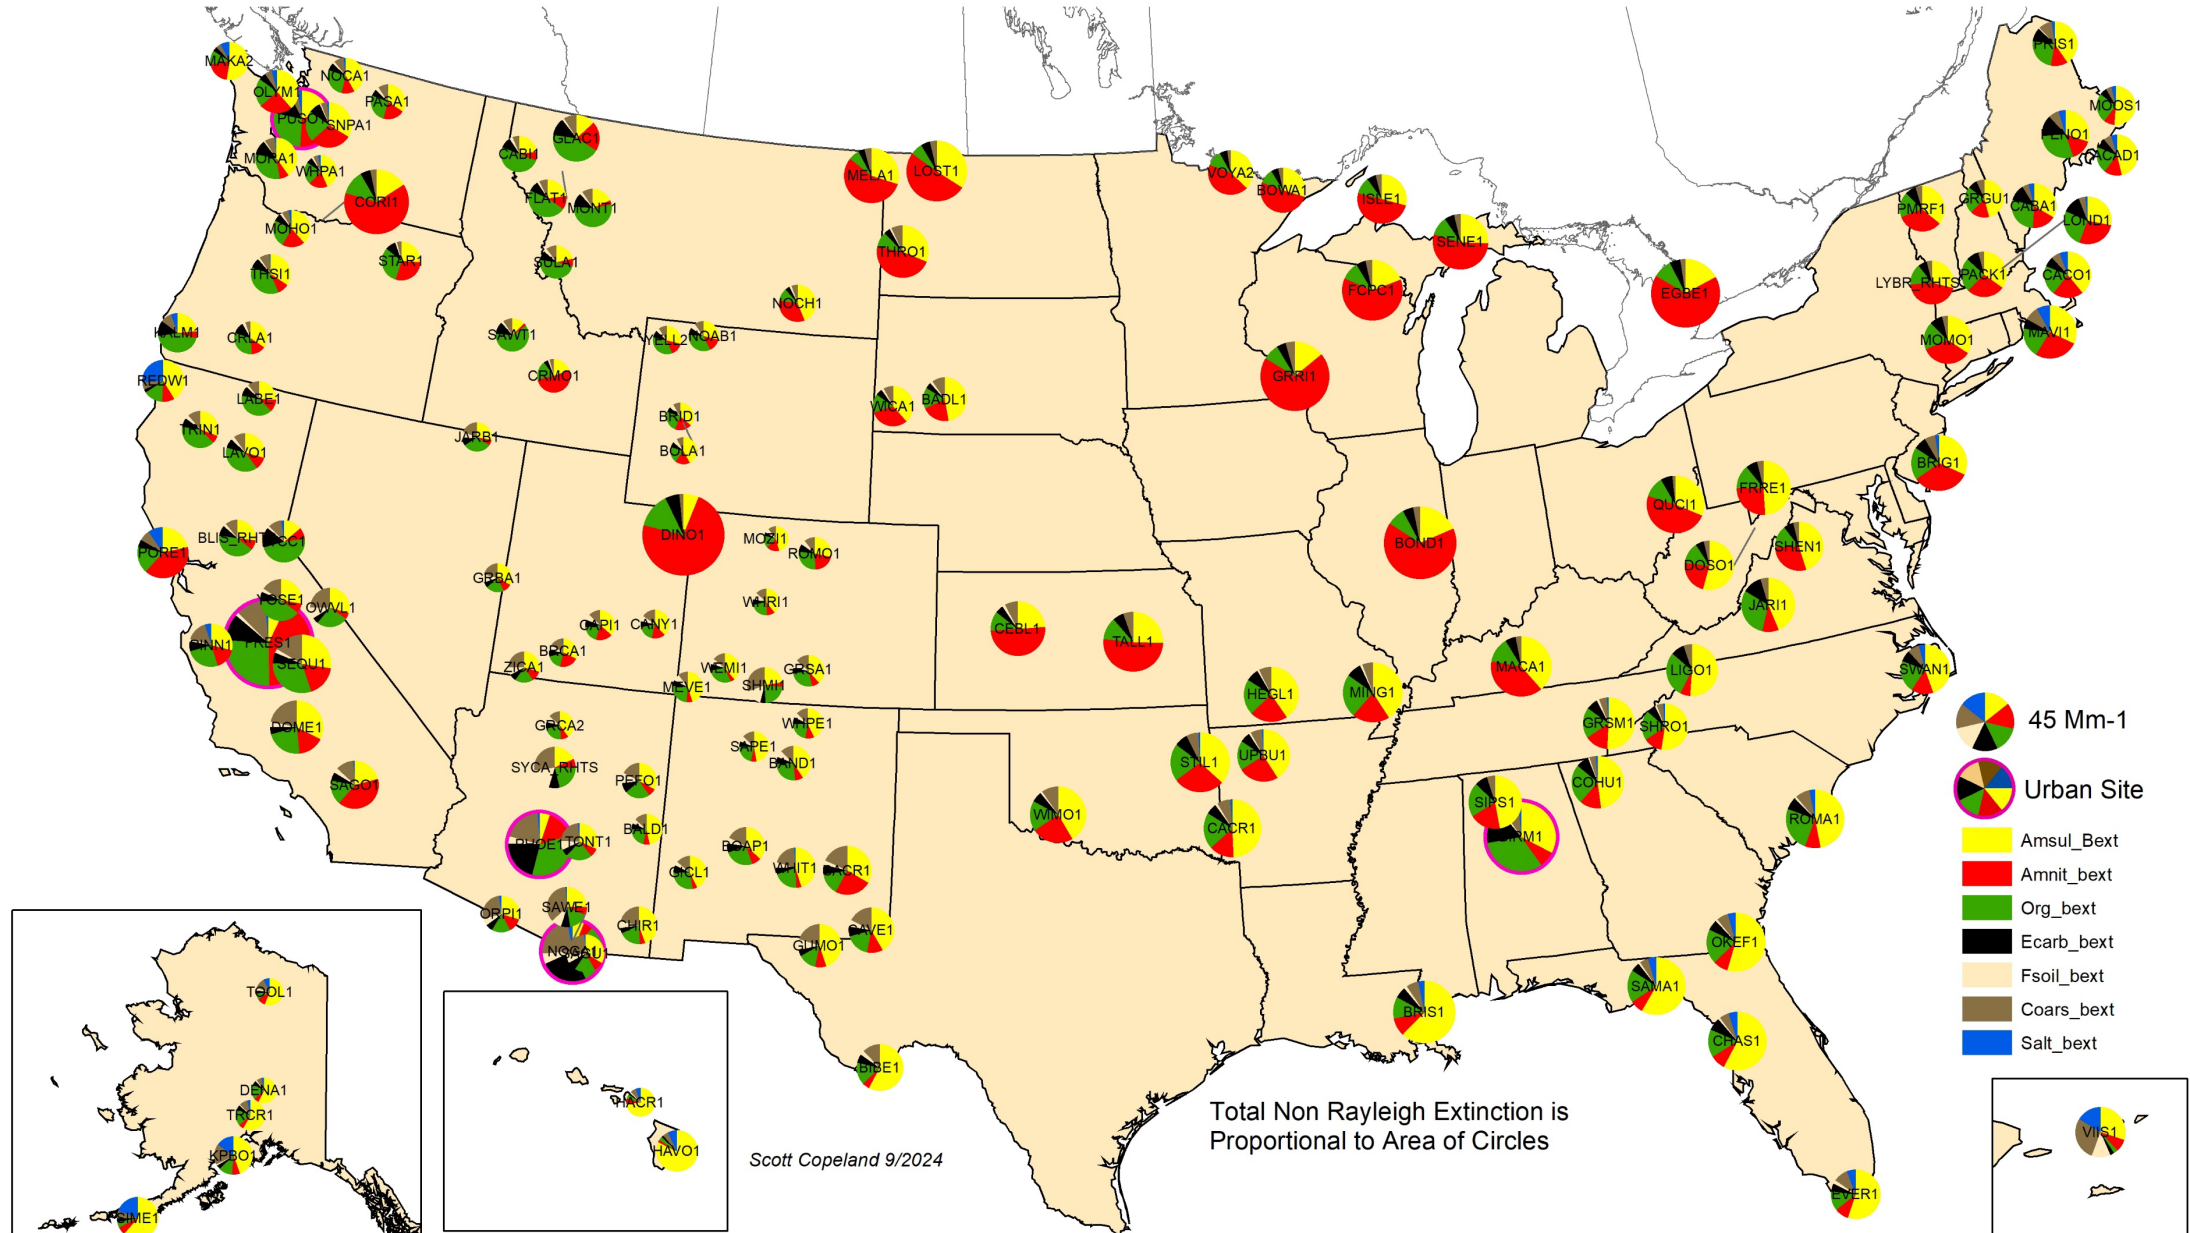 MAKA2
NOCA1
OLYM1
PASA1
PUSO1
SNPA1
MORA1
WHPA1
CORI1
MOHO1
STAR1
THSI1
KALM1
CRLA1
REDW1
LABE1
TRIN1
LAVO1
CABI1
GLAC1
FLAT1
MONT1
SULA1
SAWT1
CRMO1
JARB1
YELL2
NOAB1
BRID1
BOLA1
NOCH1
MELA1
LOST1
THRO1
WICA1
BADL1
VOYA2
BOWA1
ISLE1
SENE1
FCPC1
GRRI1
EGBE1
PRIS1
MOOS1
PENO1
ACAD1
PMRF1
GRGU1
CABA1
LOND1
LYBR_RHTS
PACK1
CACO1
MOMO1
MAVI1
BRIG1
PORE1
BLIS_RHT
YOSE1
OWVL1
PINN1
FRES1
SEQU1
DOME1
SAGO1
DINO1
MOZI1
ROMO1
GRBA1
WHRI1
CAPI1
CANY1
BRCA1
ZICA1
MEVE1
WEMI1
SHMI1
GRSA1
GRCA2
WHPE1
SYCA_RHTS
SAPE1
BAND1
PEFO1
PHOE1
TONT1
BALD1
BOAP1
GICL1
WHIT1
SACR1
ORPI1
SAWE1
CHIR1
NOGA1
GUMO1
CAVE1
BIBE1
CEBL1
TALL1
HEGL1
MING1
STIL1
UPBU1
WIMO1
CACR1
BOND1
MACA1
QUCI1
FRRE1
DOSO1
SHEN1
JARI1
LIGO1
SWAN1
GRSM1
SHRO1
COHU1
SIPS1
BIRM1
ROMA1
BRIS1
SAMA1
OKEF1
CHAS1
EVER1
TOOL1
DENA1
TRCR1
KPBO1
SIME1
HACR1
HAVO1
VIIS1
45 Mm-1
Urban Site
Amsul_Bext
Amnit_bext
Org_bext
Ecarb_bext
Fsoil_bext
Coars_bext
Salt_bext
Total Non Rayleigh Extinction is
Proportional to Area of Circles
Scott Copeland 9/2024